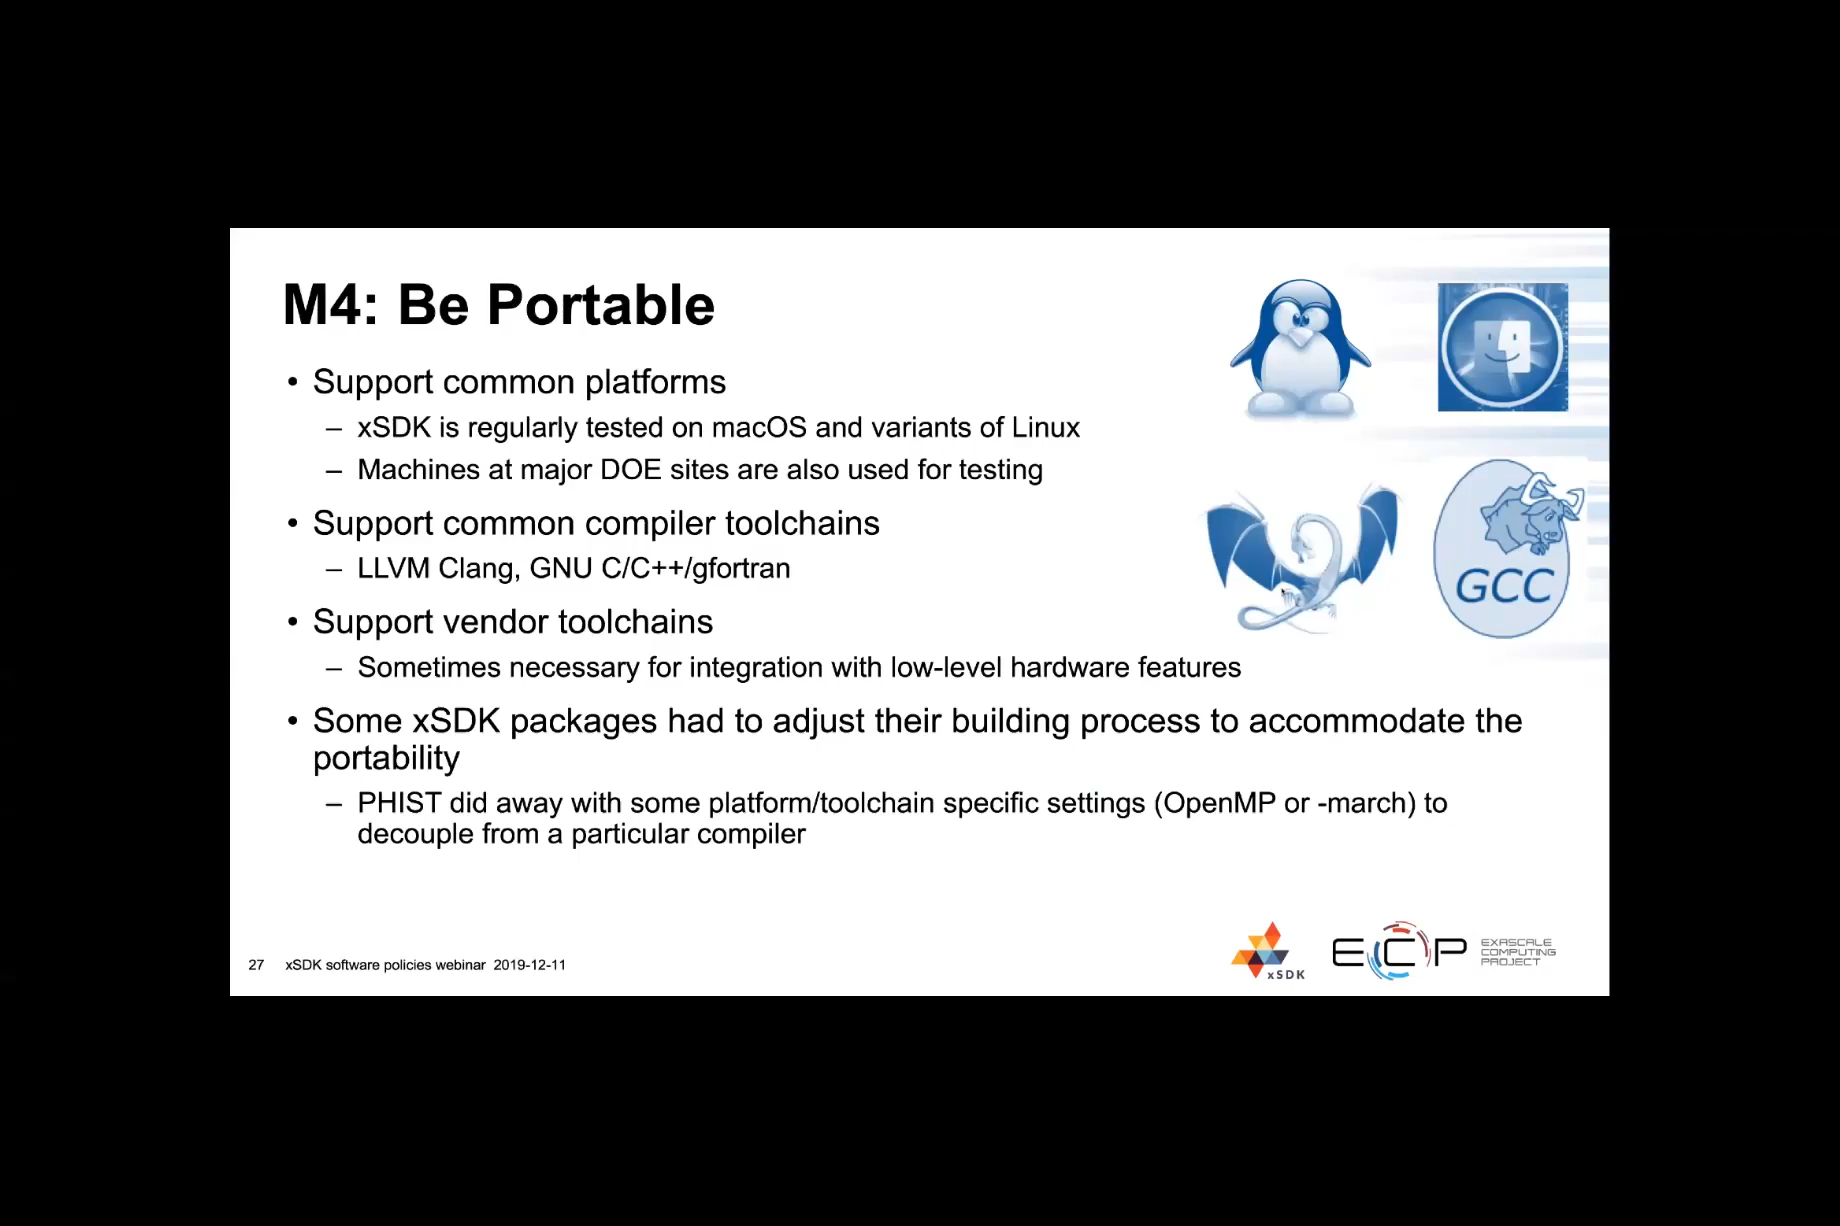 M4: Be Portable
• Support common platforms
– xSDK is regularly tested on macOS and variants of Linux
– Machines at major DOE sites are also used for testing
• Support common compiler toolchains
– LLVM Clang, GNU C/C++/gfortran
• Support vendor toolchains
– Sometimes necessary for integration with low-level hardware features
• Some xSDK packages had to adjust their building process to accommodate the
portability
– PHIST did away with some platform/toolchain specific settings (OpenMP or -march) to
decouple from a particular compiler
GCC
27 xSDK software policies webinar 2019-12-11
xSDK
ECP
EXASCALE
COMPUTING
PROJECT